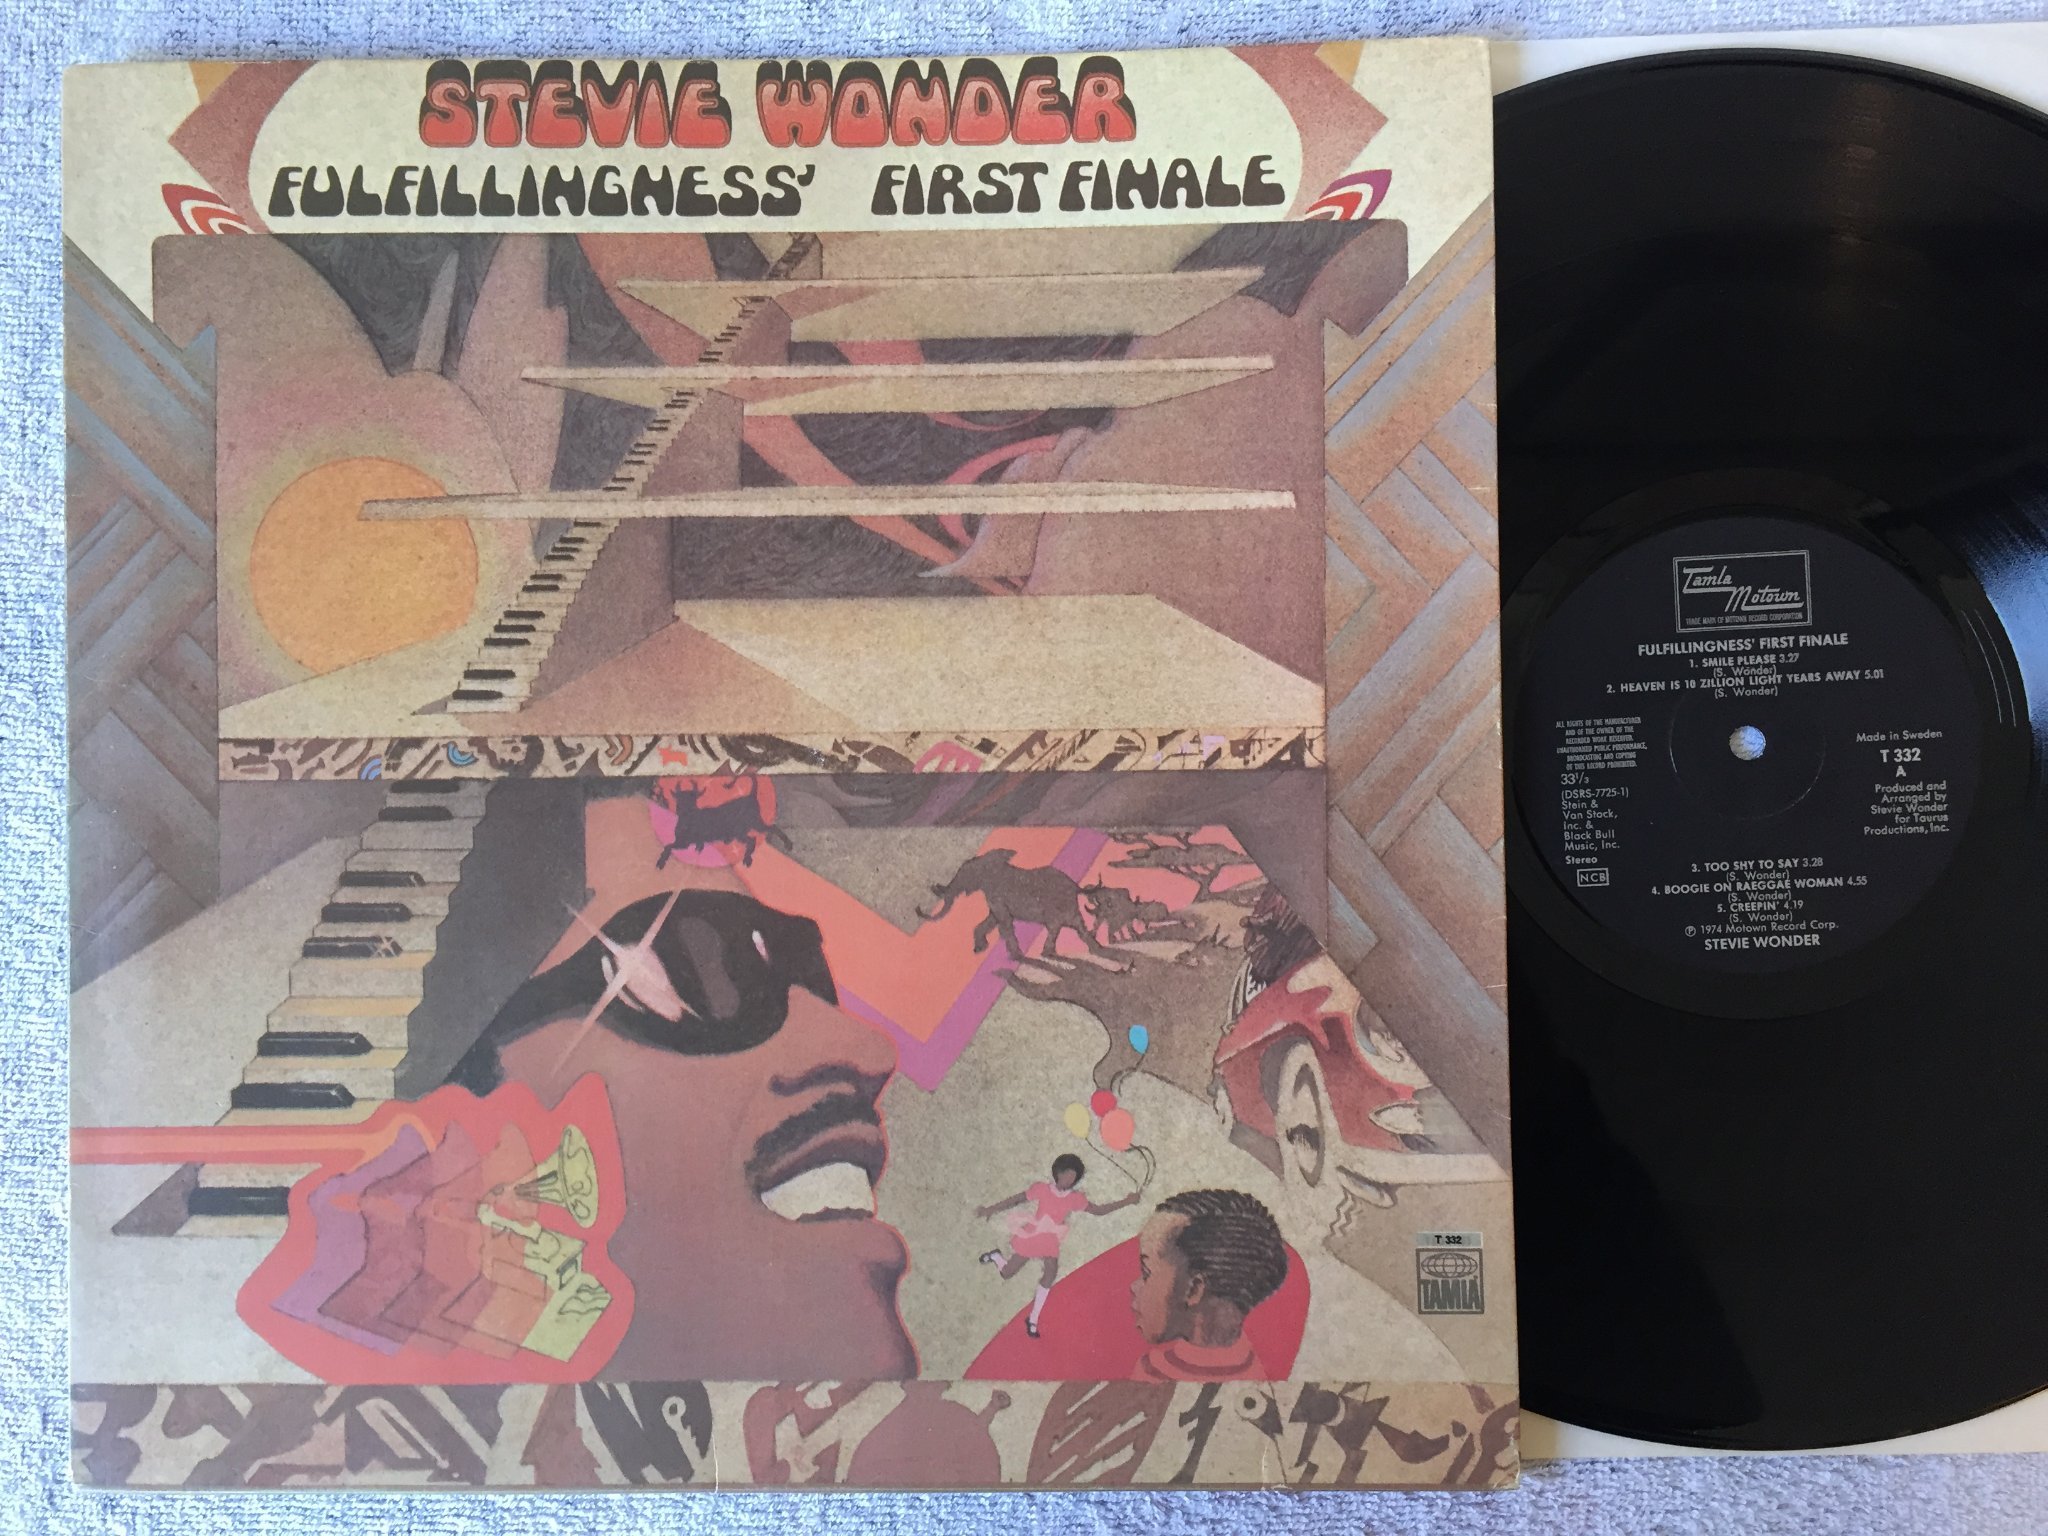 STEVIE WONDER
FULFILLINGNESS' FIRST FINALE
T 332
TAMLA
Tamla
Motown
TRADE MARK OF MOTOWN RECORD CORPORATION
FULFILLINGNESS' FIRST FINALE
1. SMILE PLEASE 3.27
(S. Wonder)
2. HEAVEN IS 10 ZILLION LIGHT YEARS AWAY 5.01
(S. Wonder)
ALL RIGHTS OF THE MANUFACTURER
AND OF THE OWNER OF THE
RECORDED WORK RESERVED.
UNAUTHORIZED PUBLIC PERFORMANCE,
BROADCASTING AND COPYING
OF THIS RECORD PROHIBITED.
33 1/3
(DSRS-7725-1)
Stein &
Van Stock,
Inc. &
Black Bull
Music, Inc.
Stereo
NCB
Made in Sweden
T 332
A
Produced and
Arranged by
Stevie Wonder
for Taurus
Productions, Inc.
3. TOO SHY TO SAY 3.28
(S. Wonder)
4. BOOGIE ON RAEGGAE WOMAN 4.55
(S. Wonder)
5. CREEPIN' 4.19
(S. Wonder)
℗ 1974 Motown Record Corp.
STEVIE WONDER